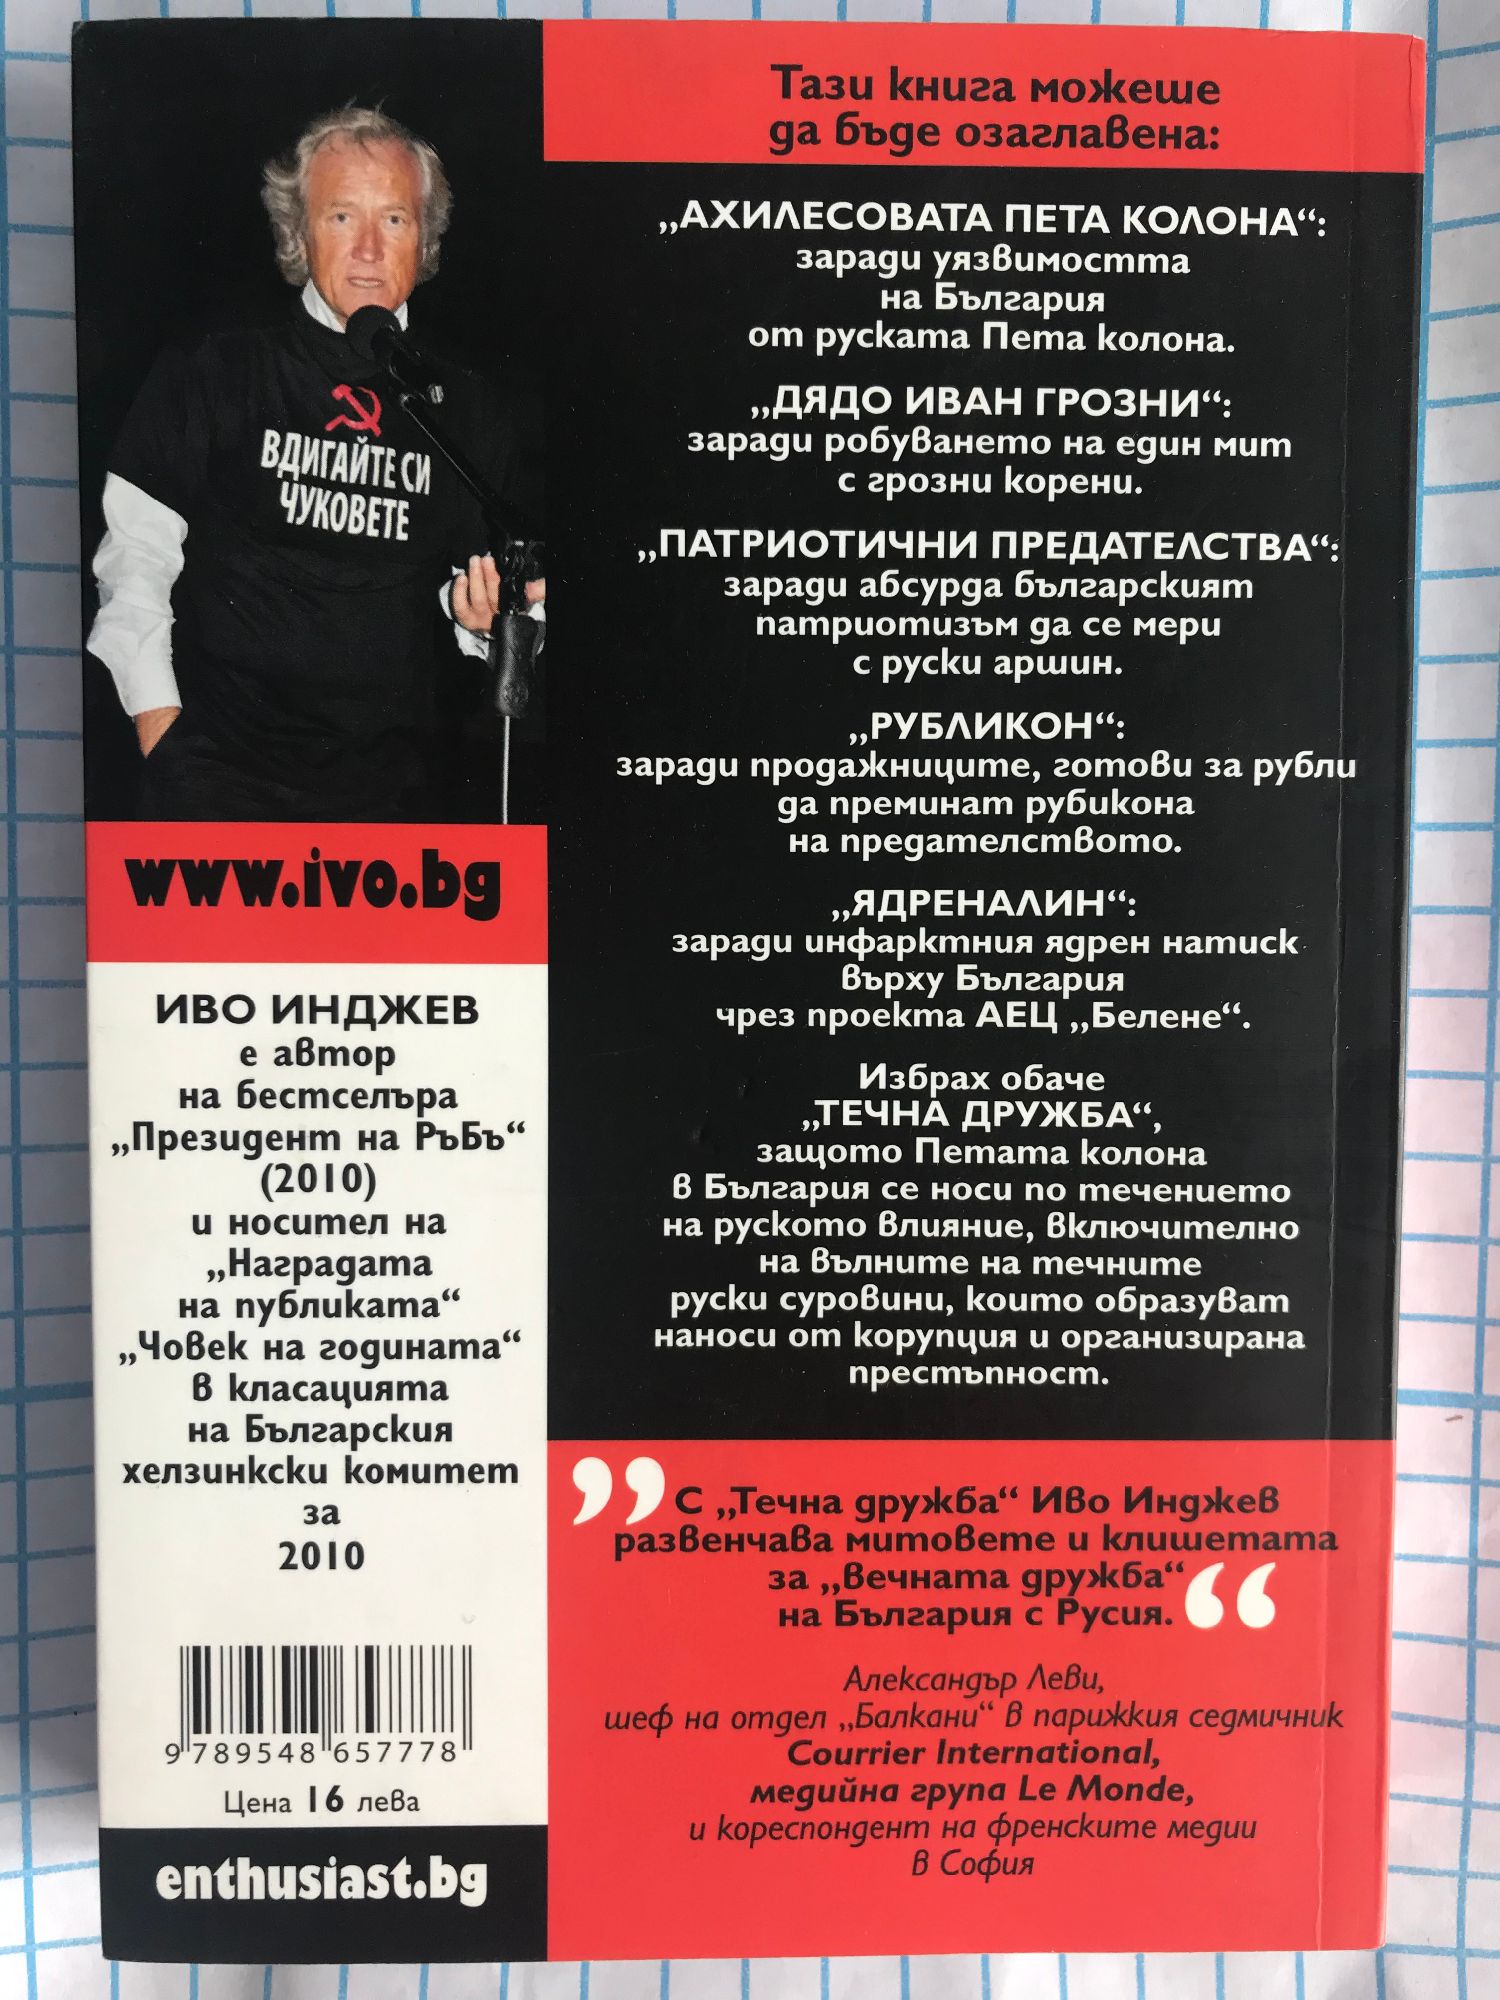 ВДИГАЙТЕ СИ
ЧУКОВЕТЕ
www.ivo.bg
ИВО ИНДЖЕВ
е автор
на бестселъра
„Президент на РъБъ“
(2010)
и носител на
„Наградата
на публиката“
„Човек на годината“
в класацията
на Българския
хелзинкски комитет
за
2010
9 789548 657778
Цена 16 лева
enthusiast.bg
Тази книга можеше
да бъде озаглавена:
„АХИЛЕСОВАТА ПЕТА КОЛОНА“:
заради уязвимостта
на България
от руската Пета колона.
„ДЯДО ИВАН ГРОЗНИ“:
заради робуването на един мит
с грозни корени.
„ПАТРИОТИЧНИ ПРЕДАТЕЛСТВА“:
заради абсурда българският
патриотизъм да се мери
с руски аршин.
„РУБЛИКОН“:
заради продажниците, готови за рубли
да преминат рубикона
на предателството.
„ЯДРЕНАЛИН“:
заради инфарктния ядрен натиск
върху България
чрез проекта АЕЦ „Белене“.
Избрах обаче
„ТЕЧНА ДРУЖБА“,
защото Петата колона
в България се носи по течението
на руското влияние, включително
на вълните на течните
руски суровини, които образуват
наноси от корупция и организирана
престъпност.
”С „Течна дружба“ Иво Инджев
развенчава митовете и клишетата
за „вечната дружба“
на България с Русия.“
Александър Леви,
шеф на отдел „Балкани“ в парижкия седмичник
Courrier International,
медийна група Le Monde,
и кореспондент на френските медии
в София